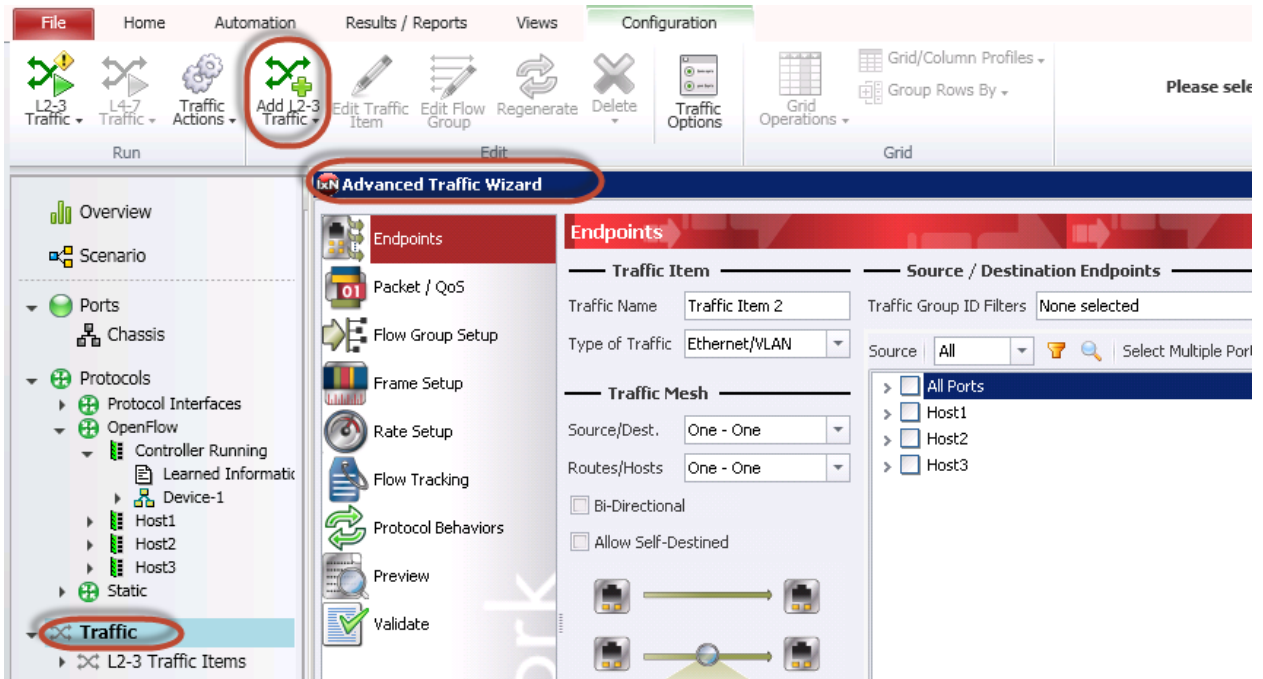 File Home Automation Results / Reports Views Configuration
L2-3 Traffic
L4-7 Traffic
Traffic Actions
Add L2-3 Traffic
Edit Traffic Item
Edit Flow Group
Regenerate
Delete
Traffic Options
Grid Operations
Grid/Column Profiles
Group Rows By
Please sele
Run Edit Grid
Overview
Scenario
Ports
Chassis
Protocols
Protocol Interfaces
OpenFlow
Controller Running
Learned Informatic
Device-1
Host1
Host2
Host3
Static
Traffic
L2-3 Traffic Items
IxN Advanced Traffic Wizard
Endpoints
Packet / QoS
Flow Group Setup
Frame Setup
Rate Setup
Flow Tracking
Protocol Behaviors
Preview
Validate
Endpoints
Traffic Item
Traffic Name Traffic Item 2
Type of Traffic Ethernet/VLAN
Traffic Mesh
Source/Dest. One - One
Routes/Hosts One - One
Bi-Directional
Allow Self-Destined
Source / Destination Endpoints
Traffic Group ID Filters None selected
Source All Select Multiple Port
All Ports
Host1
Host2
Host3
01
work